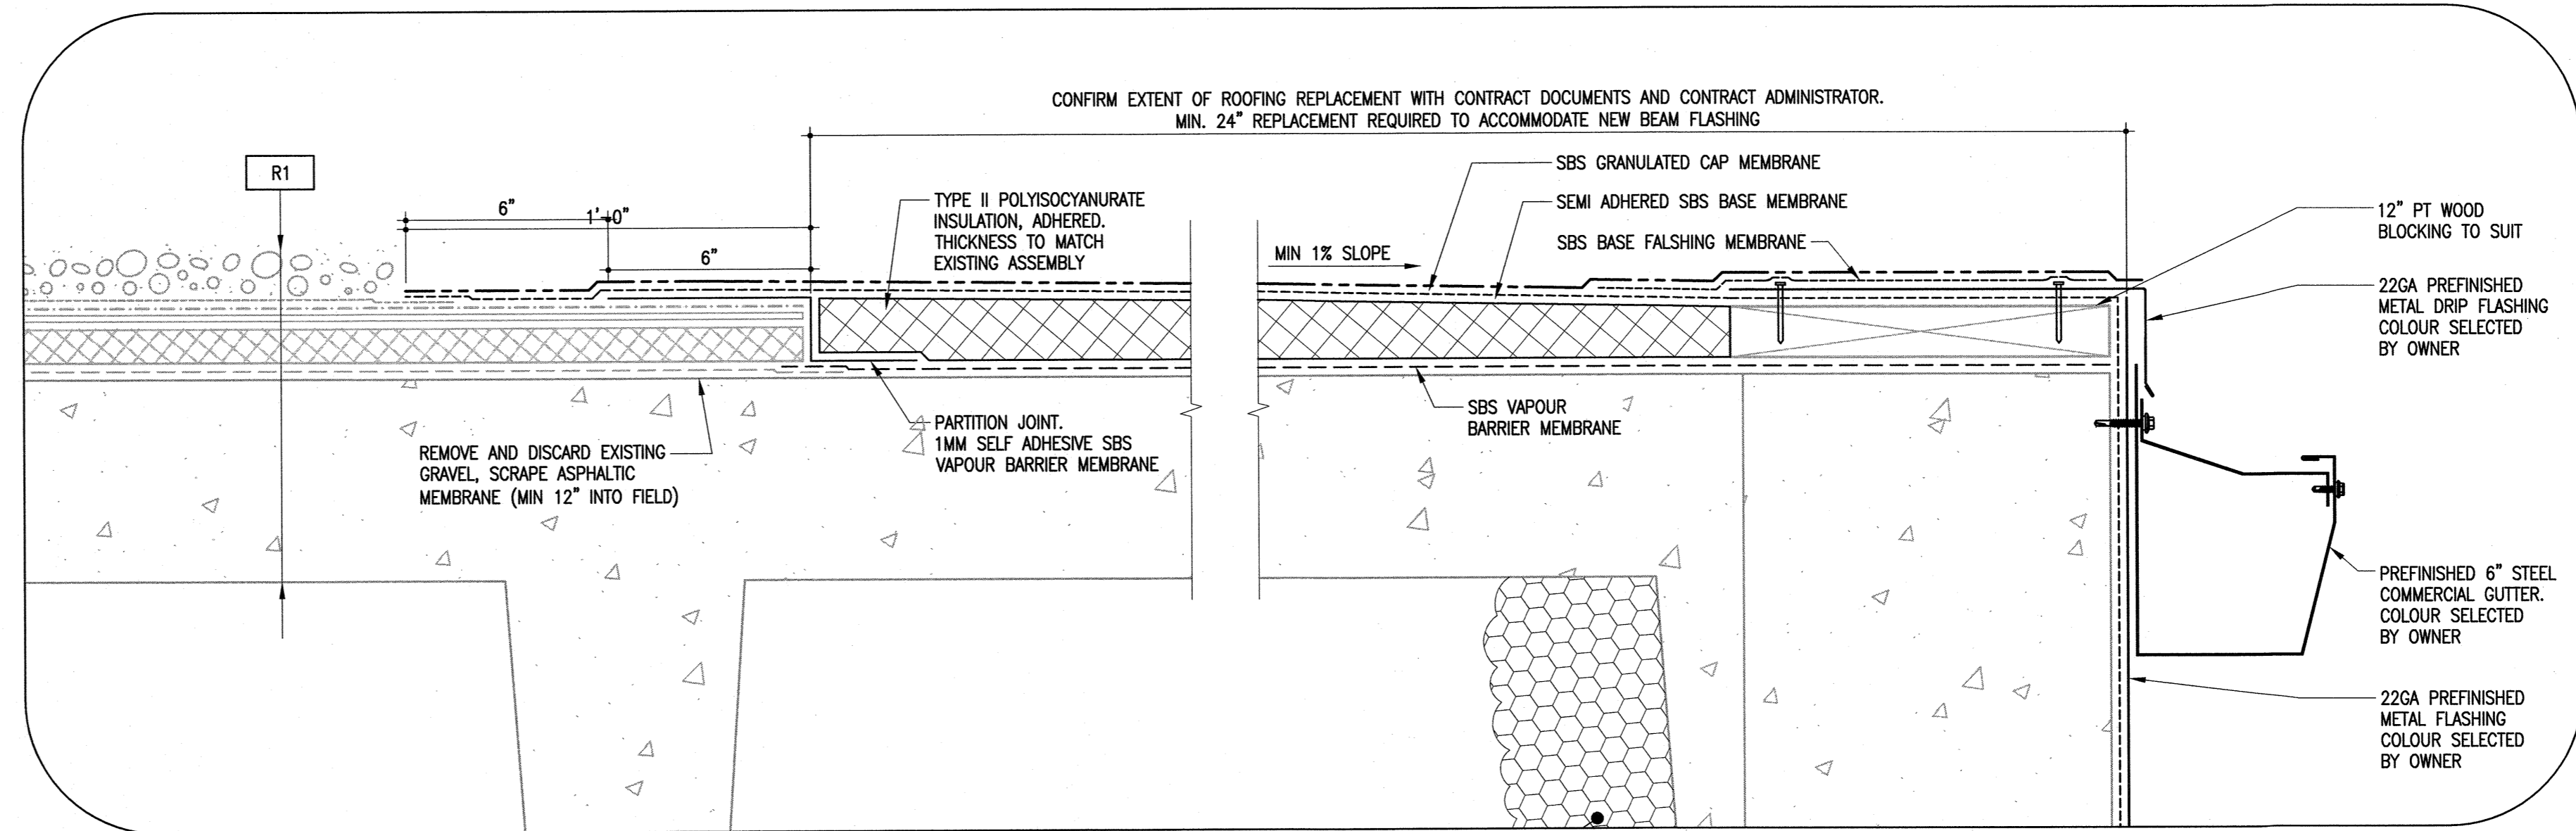 CONFIRM EXTENT OF ROOFING REPLACEMENT WITH CONTRACT DOCUMENTS AND CONTRACT ADMINISTRATOR.
MIN. 24" REPLACEMENT REQUIRED TO ACCOMMODATE NEW BEAM FLASHING
R1
6"
1'-0"
6"
TYPE II POLYISOCYANURATE
INSULATION, ADHERED.
THICKNESS TO MATCH
EXISTING ASSEMBLY
MIN 1% SLOPE
SBS GRANULATED CAP MEMBRANE
SEMI ADHERED SBS BASE MEMBRANE
SBS BASE FALSHING MEMBRANE
12" PT WOOD
BLOCKING TO SUIT
22GA PREFINISHED
METAL DRIP FLASHING
COLOUR SELECTED
BY OWNER
REMOVE AND DISCARD EXISTING
GRAVEL, SCRAPE ASPHALTIC
MEMBRANE (MIN 12" INTO FIELD)
PARTITION JOINT.
1MM SELF ADHESIVE SBS
VAPOUR BARRIER MEMBRANE
SBS VAPOUR
BARRIER MEMBRANE
PREFINISHED 6" STEEL
COMMERCIAL GUTTER.
COLOUR SELECTED
BY OWNER
22GA PREFINISHED
METAL FLASHING
COLOUR SELECTED
BY OWNER